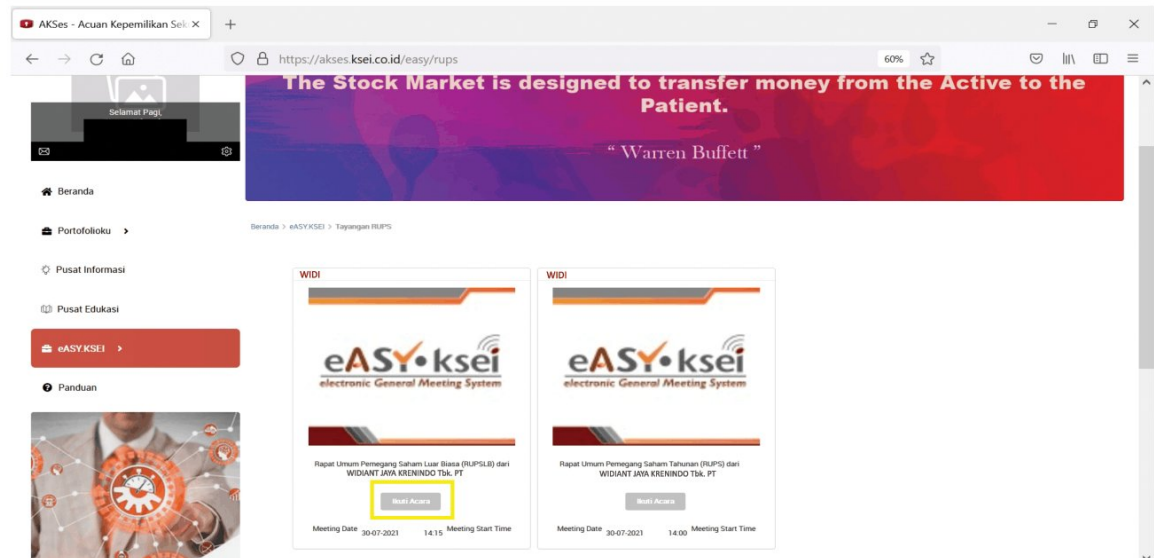 AKSes - Acuan Kepemilikan Sek
https://akses.ksei.co.id/easy/rups
60%
The Stock Market is designed to transfer money from the Active to the
Patient.
“ Warren Buffett ”
Selamat Pagi,
Beranda
Portofolioku
Pusat Informasi
Pusat Edukasi
eASY.KSEI
Panduan
Beranda > eASY.KSEI > Tayangan RUPS
WIDI
eASY•ksei
electronic General Meeting System
Rapat Umum Pemegang Saham Luar Biasa (RUPSLB) dari
WIDIANT JAYA KRENINDO Tbk. PT
Ikuti Acara
Meeting Date 30-07-2021 14:15 Meeting Start Time
WIDI
eASY•ksei
electronic General Meeting System
Rapat Umum Pemegang Saham Tahunan (RUPS) dari
WIDIANT JAYA KRENINDO Tbk. PT
Ikuti Acara
Meeting Date 30-07-2021 14:00 Meeting Start Time